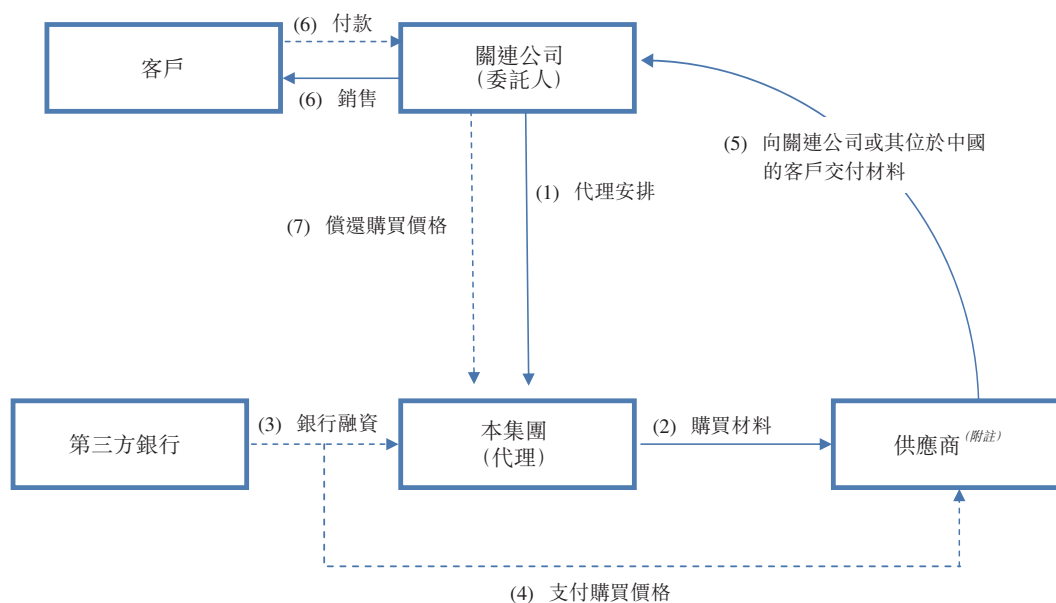 (6) 付款
客戶
關連公司
(委託人)
(6) 銷售
(5) 向關連公司或其位於中國
的客戶交付材料
(1) 代理安排
(7) 償還購買價格
第三方銀行
(3) 銀行融資
本集團
(代理)
(2) 購買材料
供應商(附註)
(4) 支付購買價格